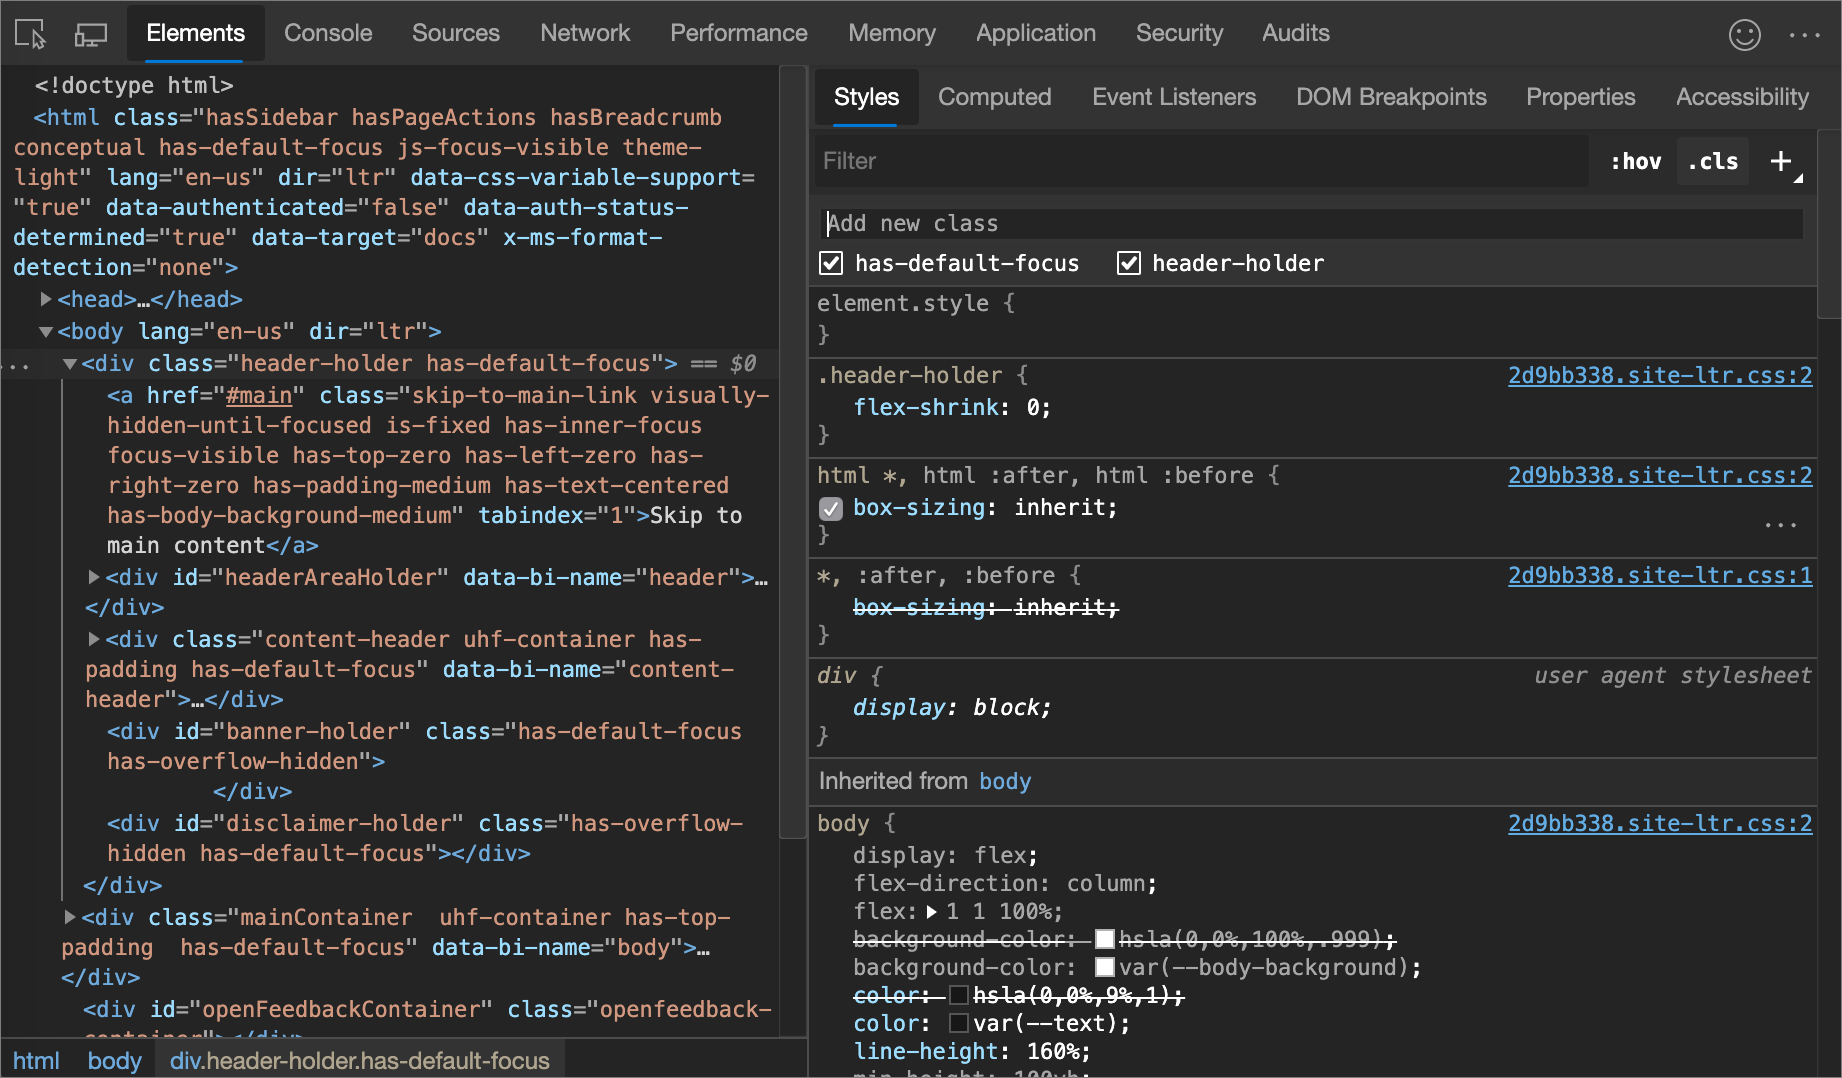 Elements Console Sources Network Performance Memory Application Security Audits
<!doctype html>
<html class="hasSidebar hasPageActions hasBreadcrumb
conceptual has-default-focus js-focus-visible theme-
light" lang="en-us" dir="ltr" data-css-variable-support=
"true" data-authenticated="false" data-auth-status-
determined="true" data-target="docs" x-ms-format-
detection="none">
<head>…</head>
<body lang="en-us" dir="ltr">
... <div class="header-holder has-default-focus"> == $0
<a href="#main" class="skip-to-main-link visually-
hidden-until-focused is-fixed has-inner-focus
focus-visible has-top-zero has-left-zero has-
right-zero has-padding-medium has-text-centered
has-body-background-medium" tabindex="1">Skip to
main content</a>
<div id="headerAreaHolder" data-bi-name="header">…
</div>
<div class="content-header uhf-container has-
padding has-default-focus" data-bi-name="content-
header">…</div>
<div id="banner-holder" class="has-default-focus
has-overflow-hidden">
</div>
<div id="disclaimer-holder" class="has-overflow-
hidden has-default-focus"></div>
</div>
<div class="mainContainer  uhf-container has-top-
padding  has-default-focus" data-bi-name="body">…
</div>
<div id="openFeedbackContainer" class="openfeedback-
container"></div>
html body div.header-holder.has-default-focus
Styles Computed Event Listeners DOM Breakpoints Properties Accessibility
Filter :hov .cls +
Add new class
has-default-focus header-holder
element.style {
}
.header-holder { 2d9bb338.site-ltr.css:2
flex-shrink: 0;
}
html *, html :after, html :before { 2d9bb338.site-ltr.css:2
box-sizing: inherit;
...
}
*, :after, :before { 2d9bb338.site-ltr.css:1
box-sizing: inherit;
}
div { user agent stylesheet
display: block;
}
Inherited from body
body { 2d9bb338.site-ltr.css:2
display: flex;
flex-direction: column;
flex: 1 1 100%;
background-color: hsla(0,0%,100%,.999);
background-color: var(--body-background);
color: hsla(0,0%,9%,1);
color: var(--text);
line-height: 160%;
min-height: 100vh;